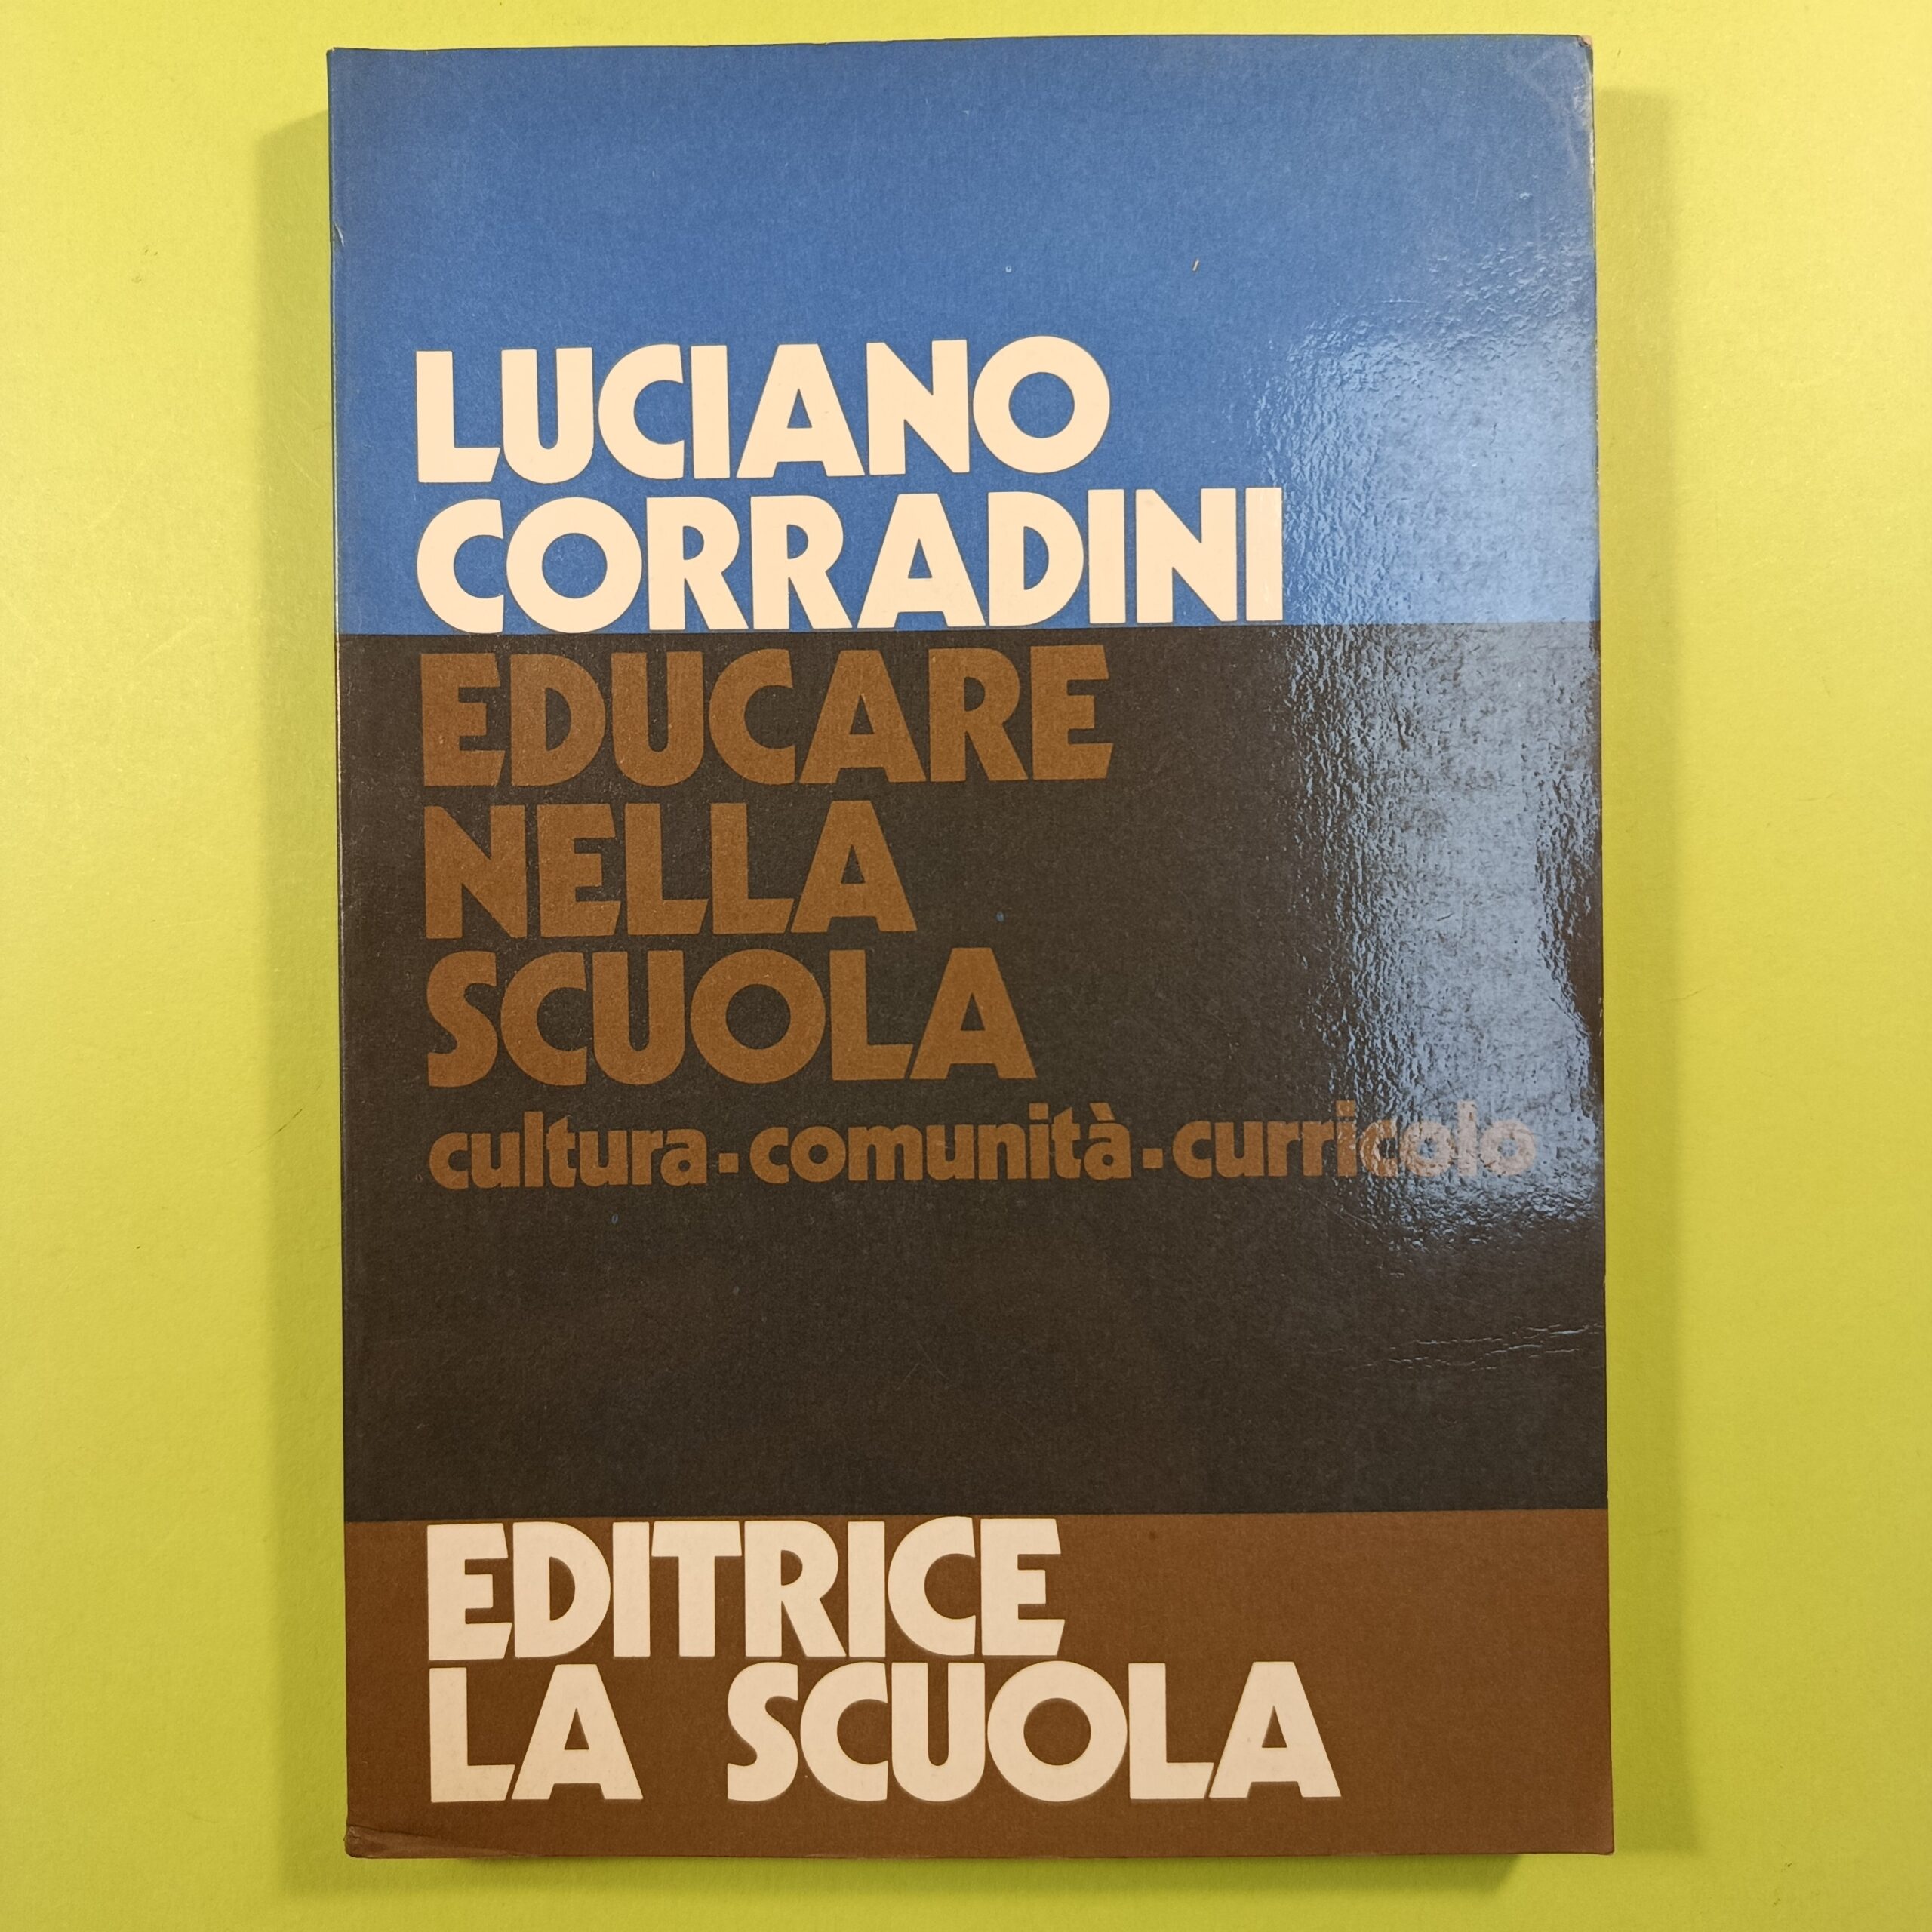 LUCIANO
CORRADINI
EDUCARE
NELLA
SCUOLA
cultura.comunità.curricolo
EDITRICE
LA SCUOLA